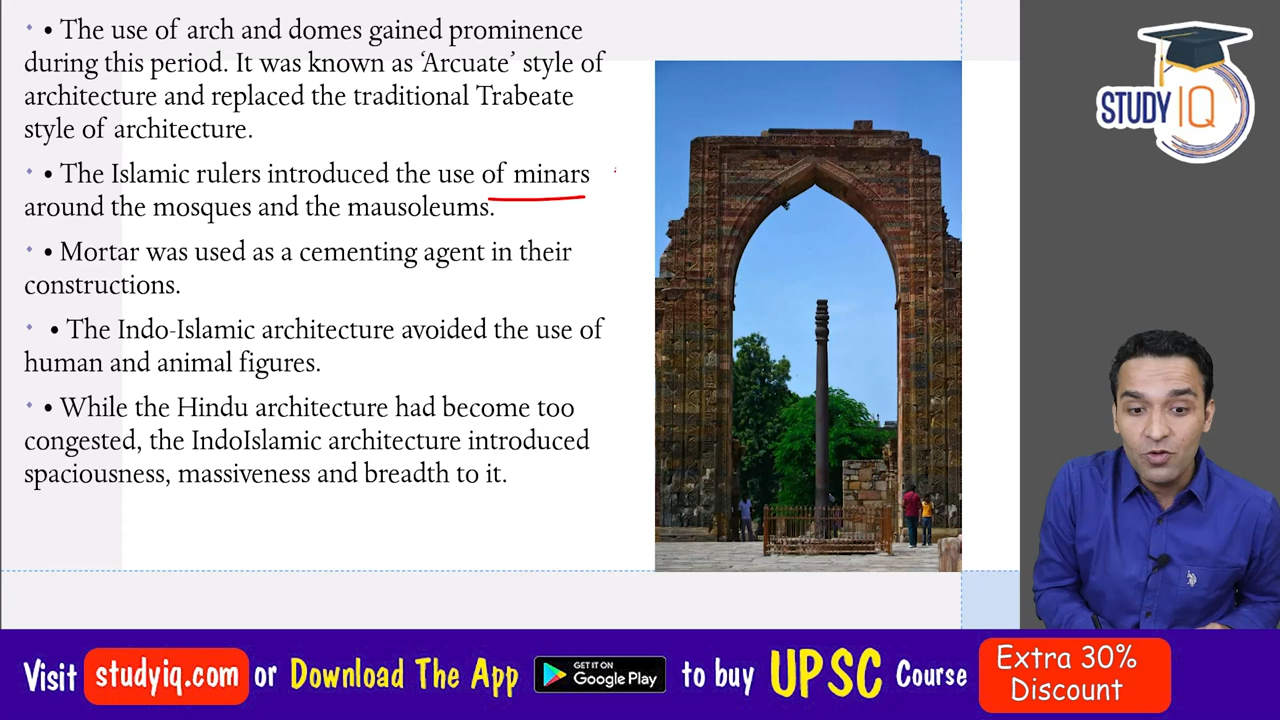 • The use of arch and domes gained prominence
during this period. It was known as ‘Arcuate’ style of
architecture and replaced the traditional Trabeate
style of architecture.
• The Islamic rulers introduced the use of minars
around the mosques and the mausoleums.
• Mortar was used as a cementing agent in their
constructions.
• The Indo-Islamic architecture avoided the use of
human and animal figures.
• While the Hindu architecture had become too
congested, the IndoIslamic architecture introduced
spaciousness, massiveness and breadth to it.
STUDY IQ
Visit studyiq.com or Download The App GET IT ON Google Play to buy UPSC Course
Extra 30%
Discount